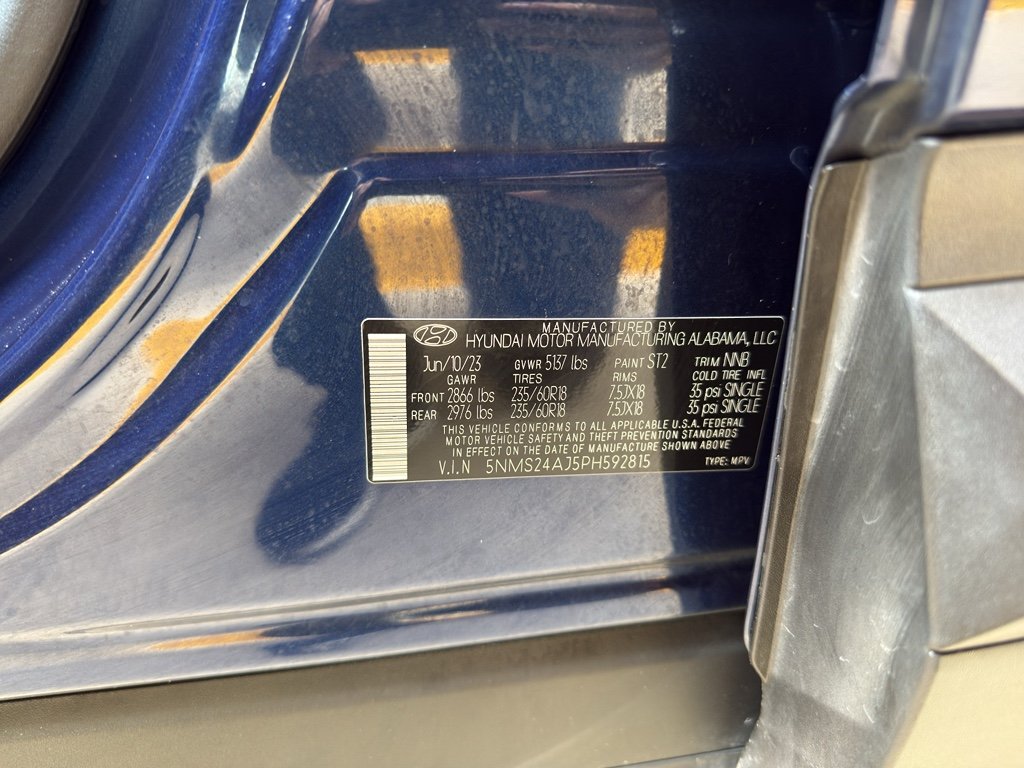 MANUFACTURED BY
HYUNDAI MOTOR MANUFACTURING ALABAMA, LLC
Jun/10/23 GVWR 5137 lbs PAINT ST2 TRIM NNB
GAWR TIRES RIMS COLD TIRE INFL
FRONT 2866 lbs 235/60R18 7.5JX18 35 psi SINGLE
REAR 2976 lbs 235/60R18 7.5JX18 35 psi SINGLE
THIS VEHICLE CONFORMS TO ALL APPLICABLE U.S.A. FEDERAL
MOTOR VEHICLE SAFETY AND THEFT PREVENTION STANDARDS
IN EFFECT ON THE DATE OF MANUFACTURE SHOWN ABOVE
V.I.N 5NMS24AJ5PH592815 TYPE: MPV